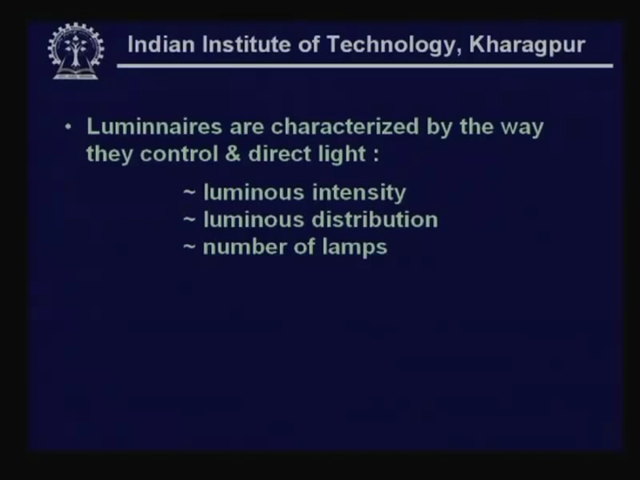 Indian Institute of Technology, Kharagpur
• Luminnaires are characterized by the way
they control & direct light :
~ luminous intensity
~ luminous distribution
~ number of lamps